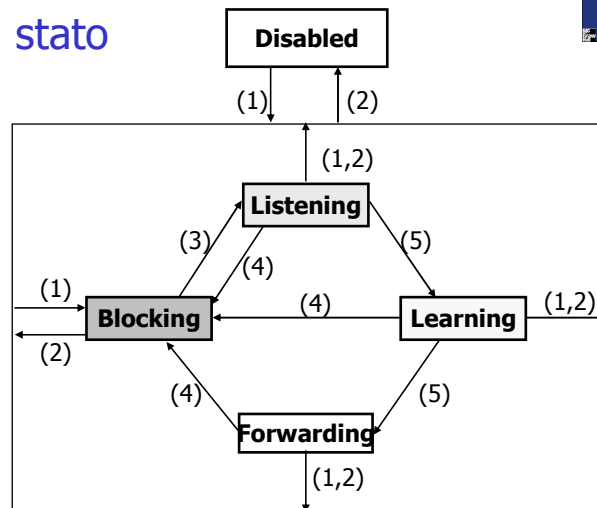 stato
Disabled
(1)
(2)
(1,2)
Listening
(3)
(4)
(5)
(1)
Blocking
(4)
Learning
(1,2)
(2)
(4)
(5)
Forwarding
(1,2)